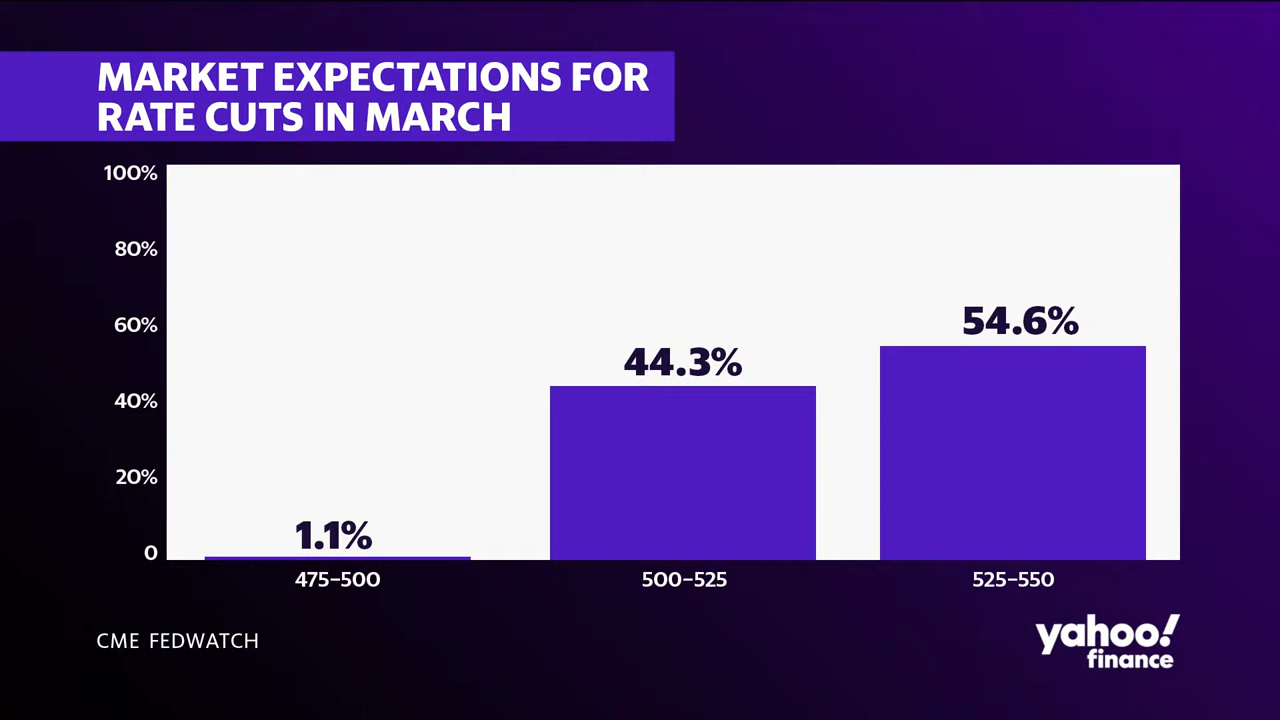 MARKET EXPECTATIONS FOR
RATE CUTS IN MARCH
100%
80%
60%
40%
20%
0
1.1%
44.3%
54.6%
475–500
500–525
525–550
CME FEDWATCH
yahoo!
finance